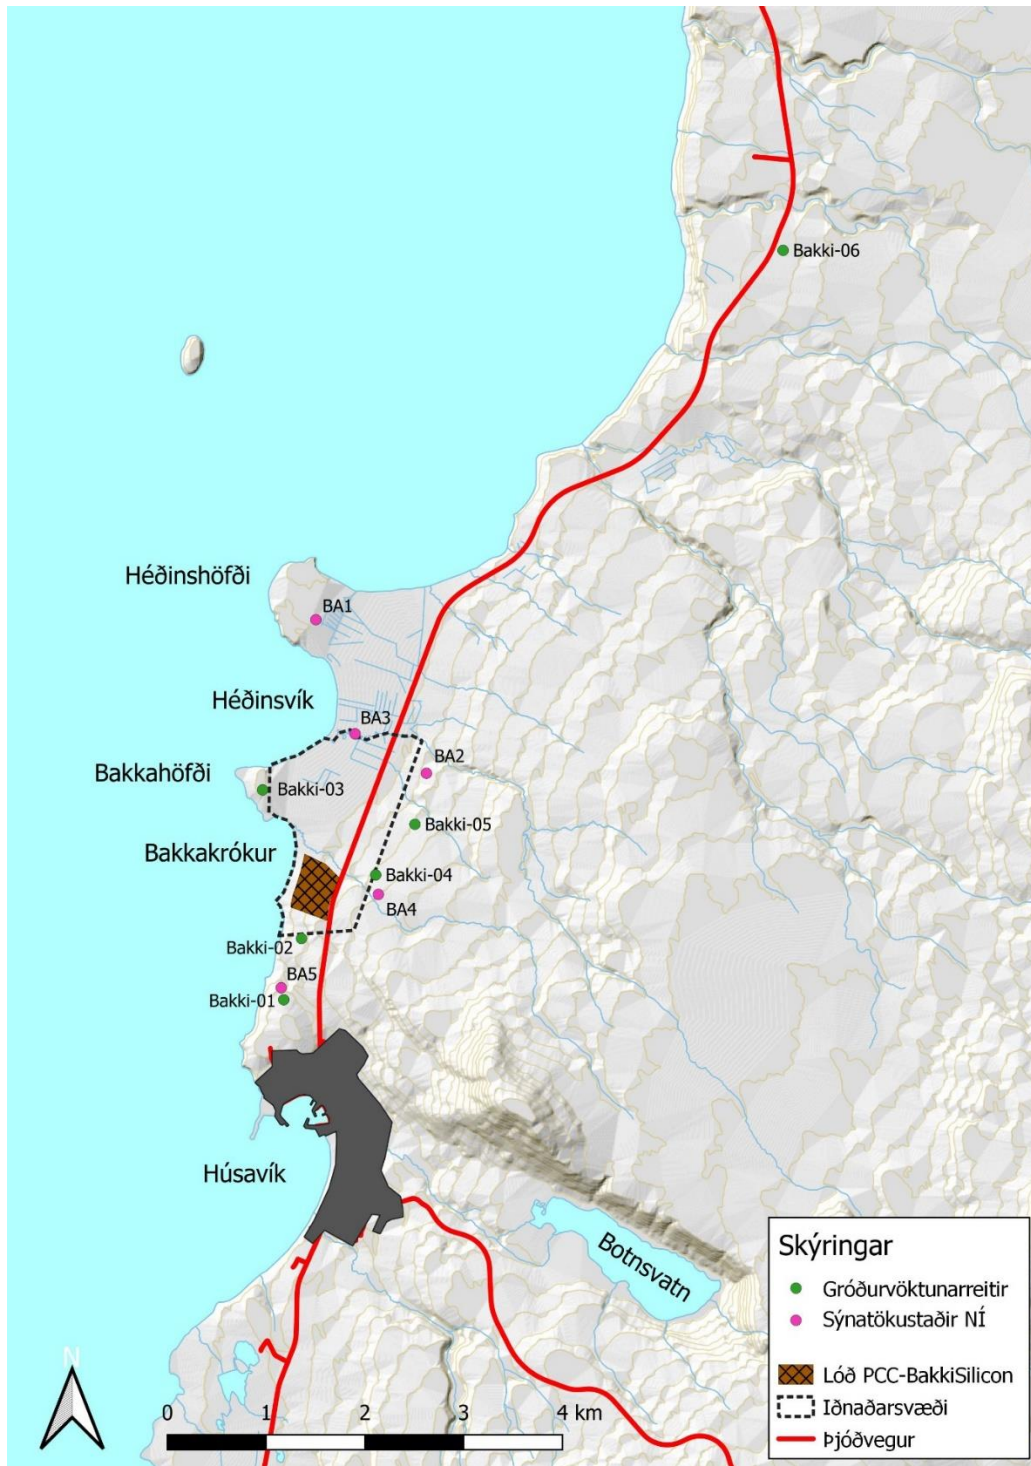 Bakki-06
Héðinshöfði
BA1
Héðinsvík
BA3
BA2
Bakkahöfði
Bakki-03
Bakki-05
Bakkakrókur
Bakki-04
BA4
Bakki-02
BA5
Bakki-01
Húsavík
Botnsvatn
Skýringar
Gróðurvöktunarreitir
Sýnatökustaðir NÍ
Lóð PCC-BakkiSilicon
Iðnaðarsvæði
Þjóðvegur
N
0 1 2 3 4 km